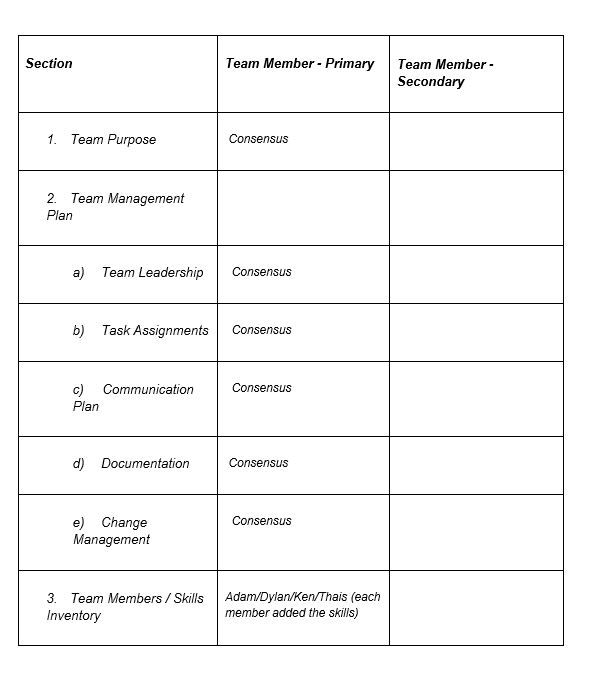 Section Team Member - Primary Team Member -
Secondary
1. Team Purpose Consensus
2. Team Management
Plan
a) Team Leadership Consensus
b) Task Assignments Consensus
c) Communication Consensus
Plan
d) Documentation Consensus
e) Change Consensus
Management
3. Team Members / Skills Adam/Dylan/Ken/Thais (each
Inventory member added the skills)